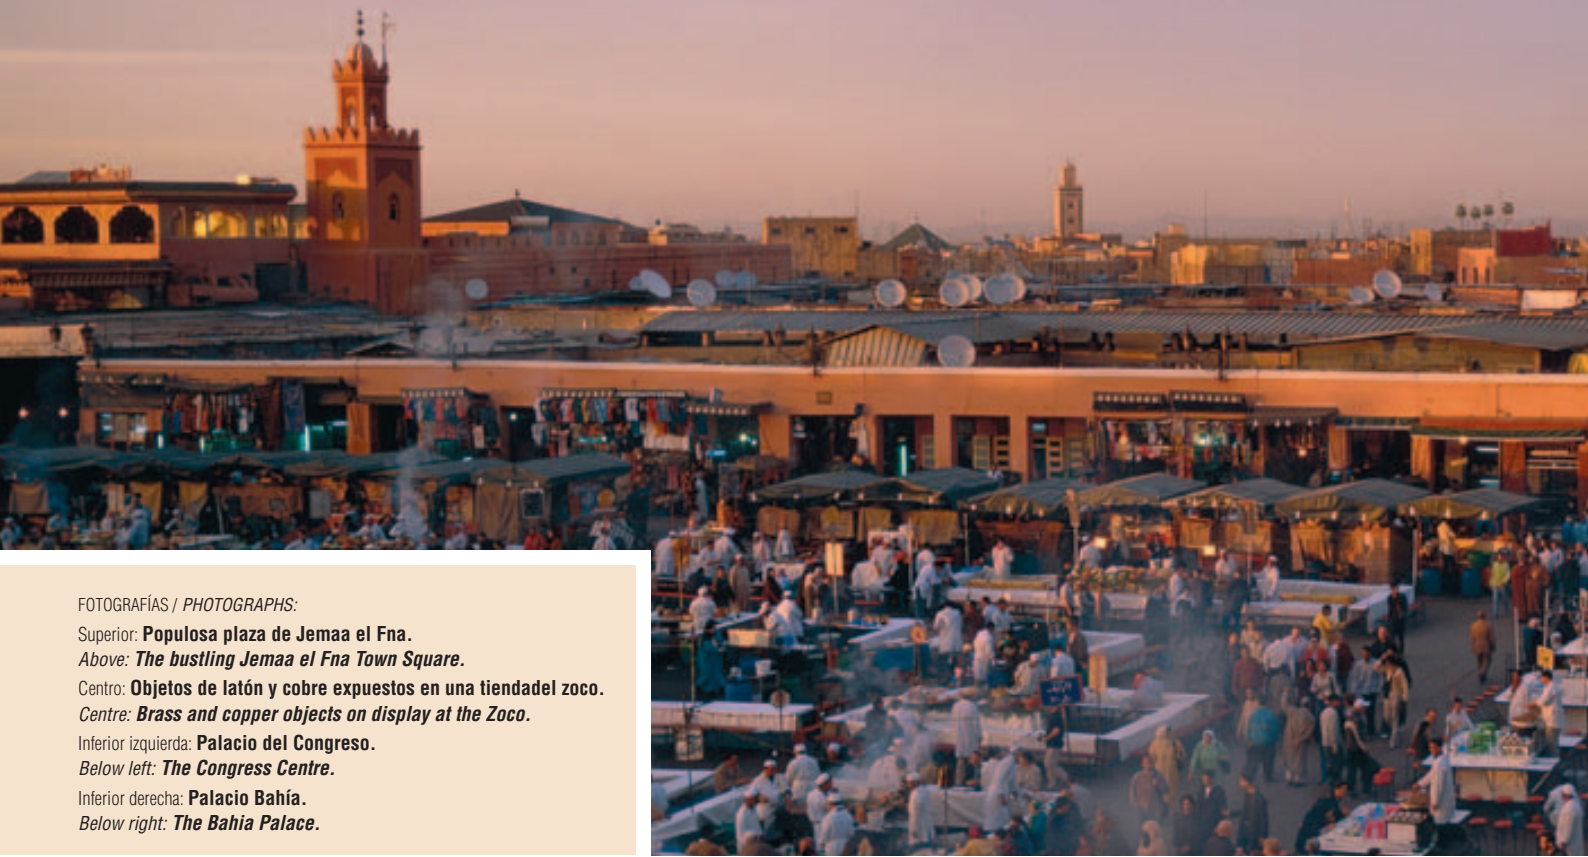 FOTOGRAFÍAS / PHOTOGRAPHS:
Superior: Populosa plaza de Jemaa el Fna.
Above: The bustling Jemaa el Fna Town Square.
Centro: Objetos de latón y cobre expuestos en una tiendadel zoco.
Centre: Brass and copper objects on display at the Zoco.
Inferior izquierda: Palacio del Congreso.
Below left: The Congress Centre.
Inferior derecha: Palacio Bahía.
Below right: The Bahia Palace.